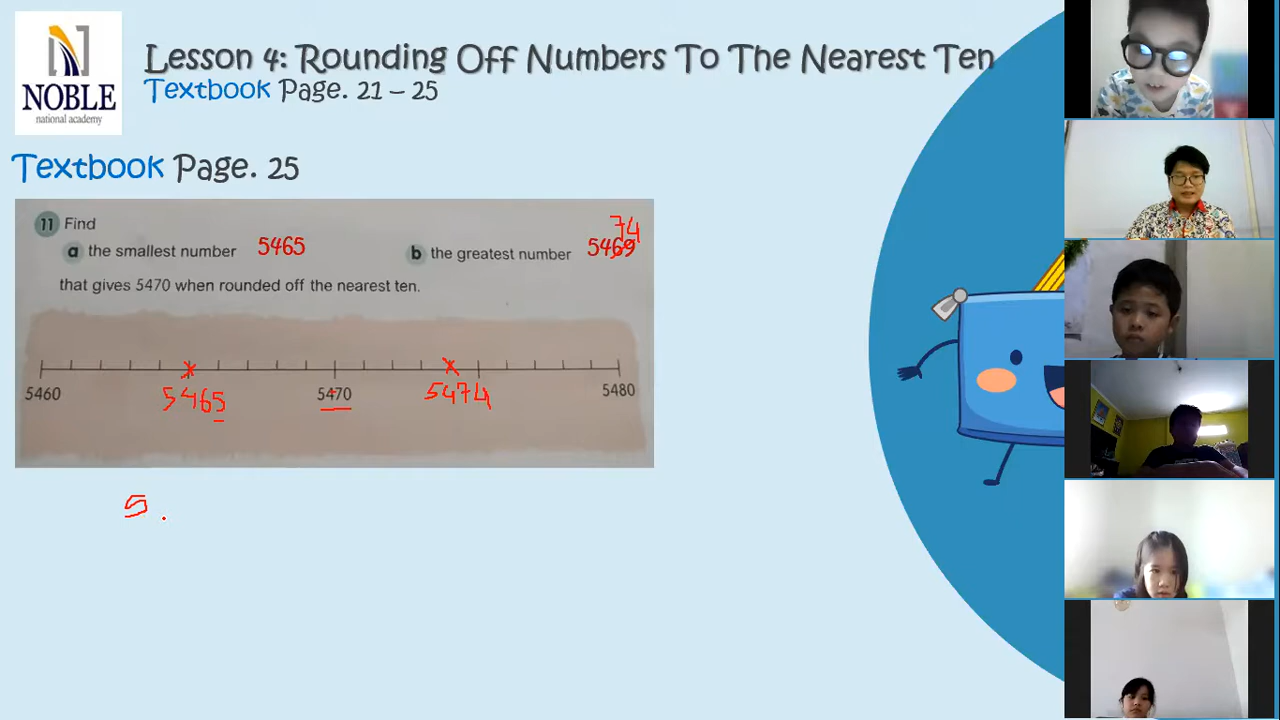 NOBLE
national academy
Lesson 4: Rounding Off Numbers To The Nearest Ten
Textbook Page. 21 – 25
Textbook Page. 25
11 Find
74
a the smallest number 5465 b the greatest number 5469
that gives 5470 when rounded off the nearest ten.
5460 5465 5470 5474 5480
5.